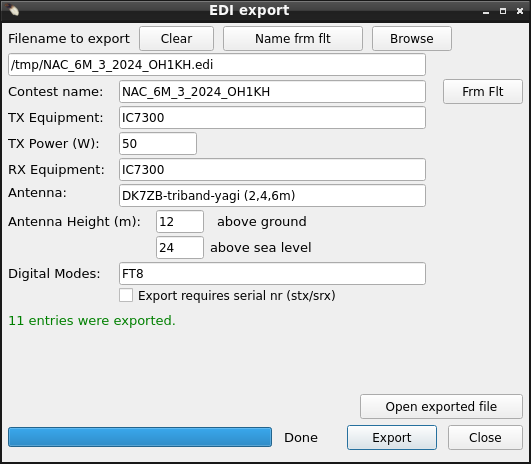 EDI export
Filename to export Clear Name frm flt Browse
/tmp/NAC_6M_3_2024_OH1KH.edi
Contest name: NAC_6M_3_2024_OH1KH Frm Flt
TX Equipment: IC7300
TX Power (W): 50
RX Equipment: IC7300
Antenna: DK7ZB-triband-yagi (2,4,6m)
Antenna Height (m): 12 above ground
24 above sea level
Digital Modes: FT8
Export requires serial nr (stx/srx)
11 entries were exported.
Open exported file
Done Export Close